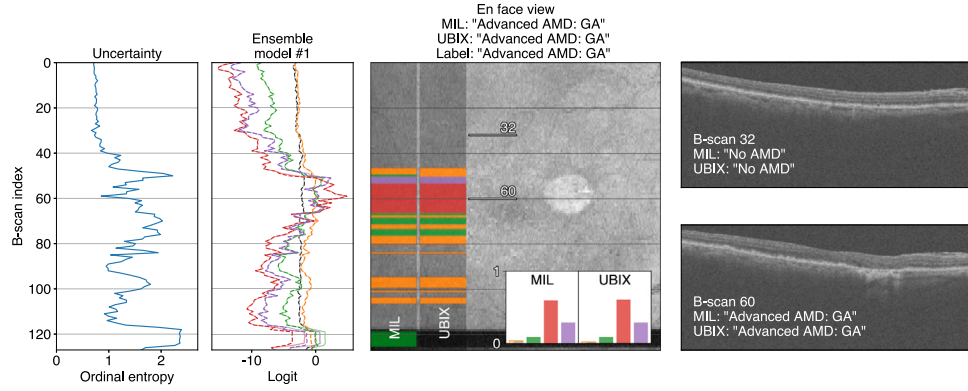 Uncertainty
0
20
40
60
80
100
120
B-scan index
0
1
2
Ordinal entropy
Ensemble
model #1
-10
0
Logit
En face view
MIL: "Advanced AMD: GA"
UBIX: "Advanced AMD: GA"
Label: "Advanced AMD: GA"
32
60
MIL
UBIX
1
0
MIL
UBIX
B-scan 32
MIL: "No AMD"
UBIX: "No AMD"
B-scan 60
MIL: "Advanced AMD: GA"
UBIX: "Advanced AMD: GA"